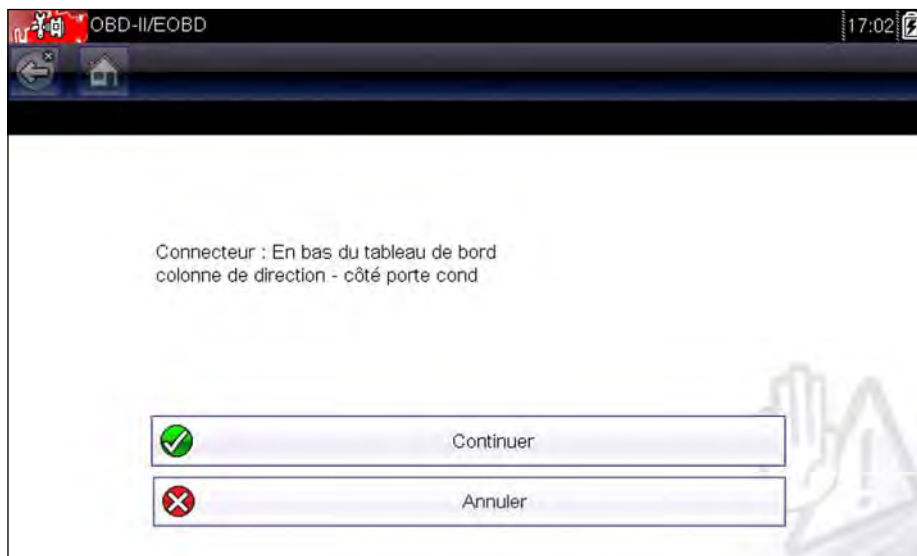 OBD-II/EOBD
17:02
Connecteur : En bas du tableau de bord
colonne de direction - côté porte cond
Continuer
Annuler